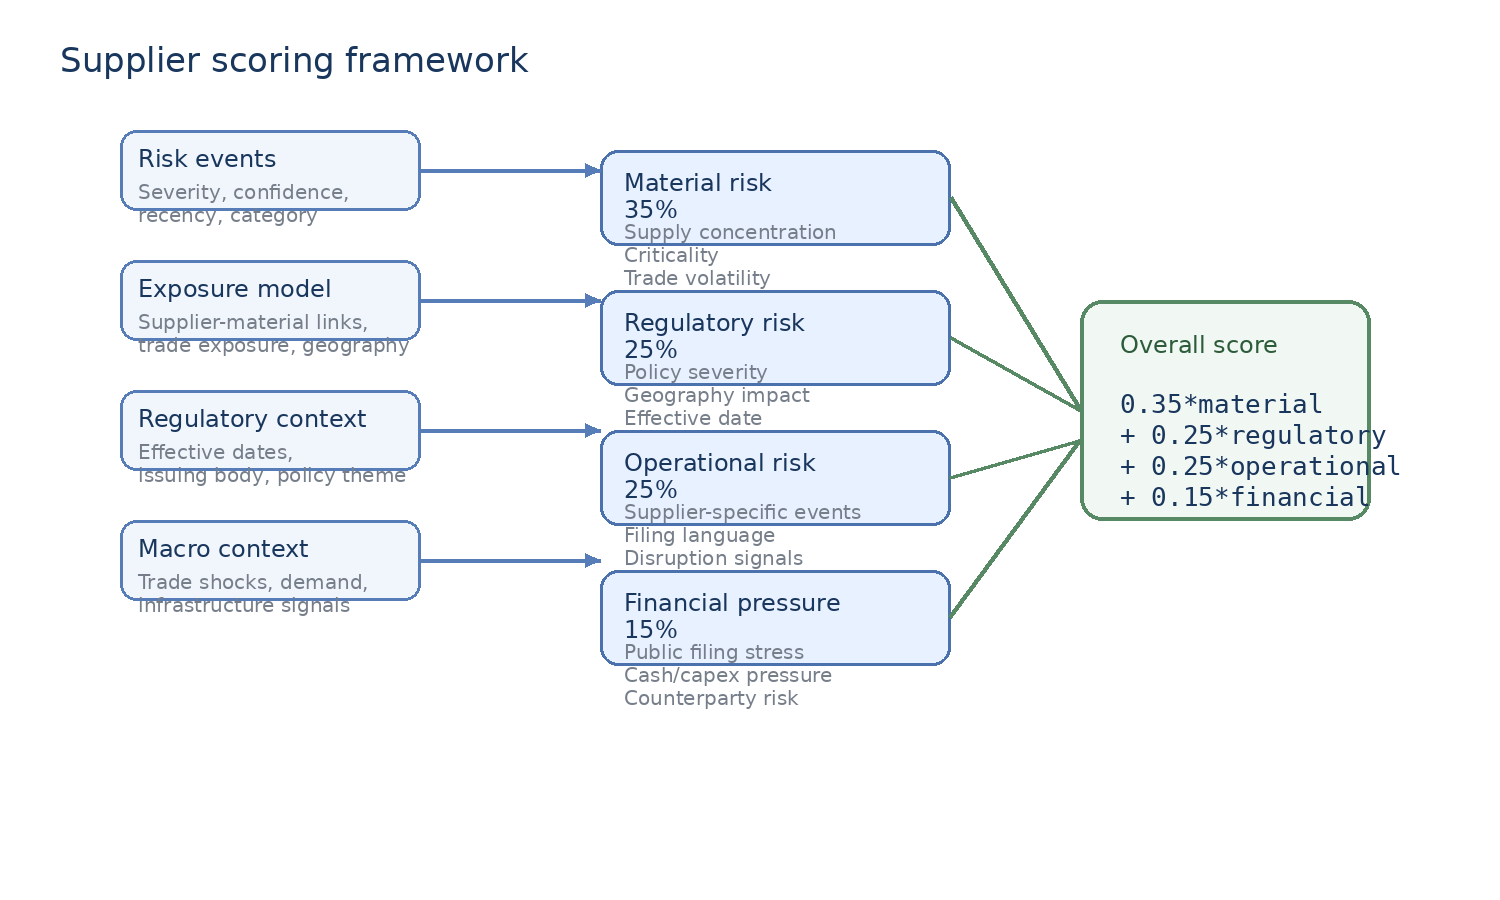 Supplier scoring framework
Risk events
Severity, confidence,
recency, category
Exposure model
Supplier-material links,
trade exposure, geography
Regulatory context
Effective dates,
issuing body, policy theme
Macro context
Trade shocks, demand,
infrastructure signals
Material risk
35%
Supply concentration
Criticality
Trade volatility
Regulatory risk
25%
Policy severity
Geography impact
Effective date
Operational risk
25%
Supplier-specific events
Filing language
Disruption signals
Financial pressure
15%
Public filing stress
Cash/capex pressure
Counterparty risk
Overall score
0.35*material
+ 0.25*regulatory
+ 0.25*operational
+ 0.15*financial